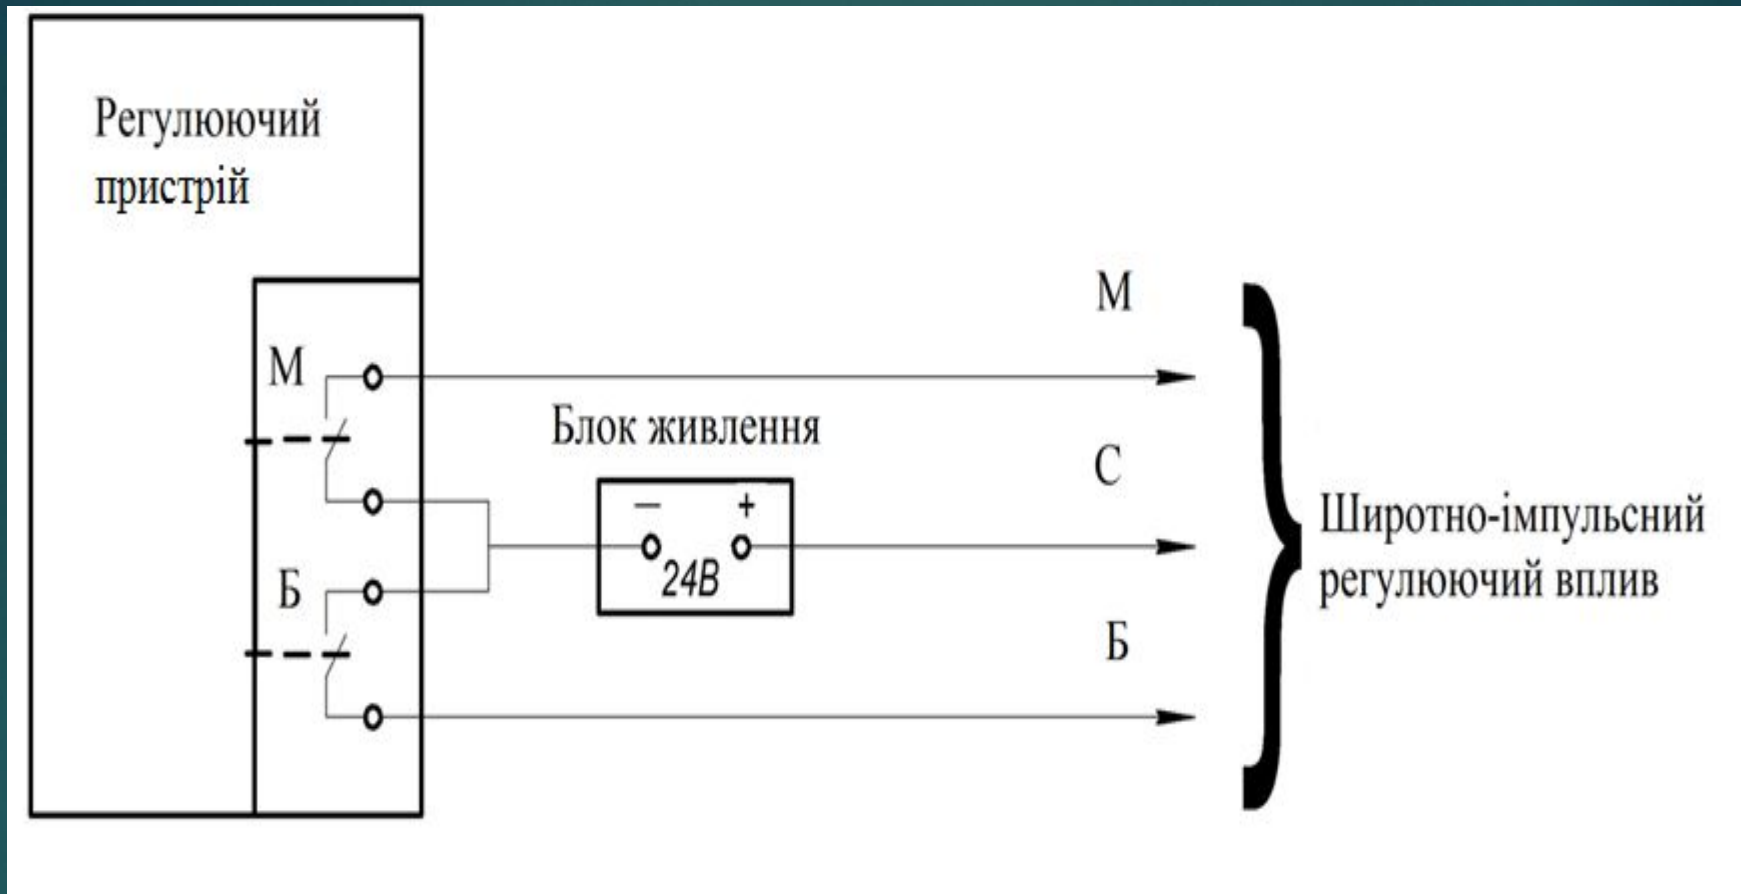 Регулюючий
пристрій
М
М
Блок живлення
С
— +
24В
Б
Б
Широтно-імпульсний
регулюючий вплив